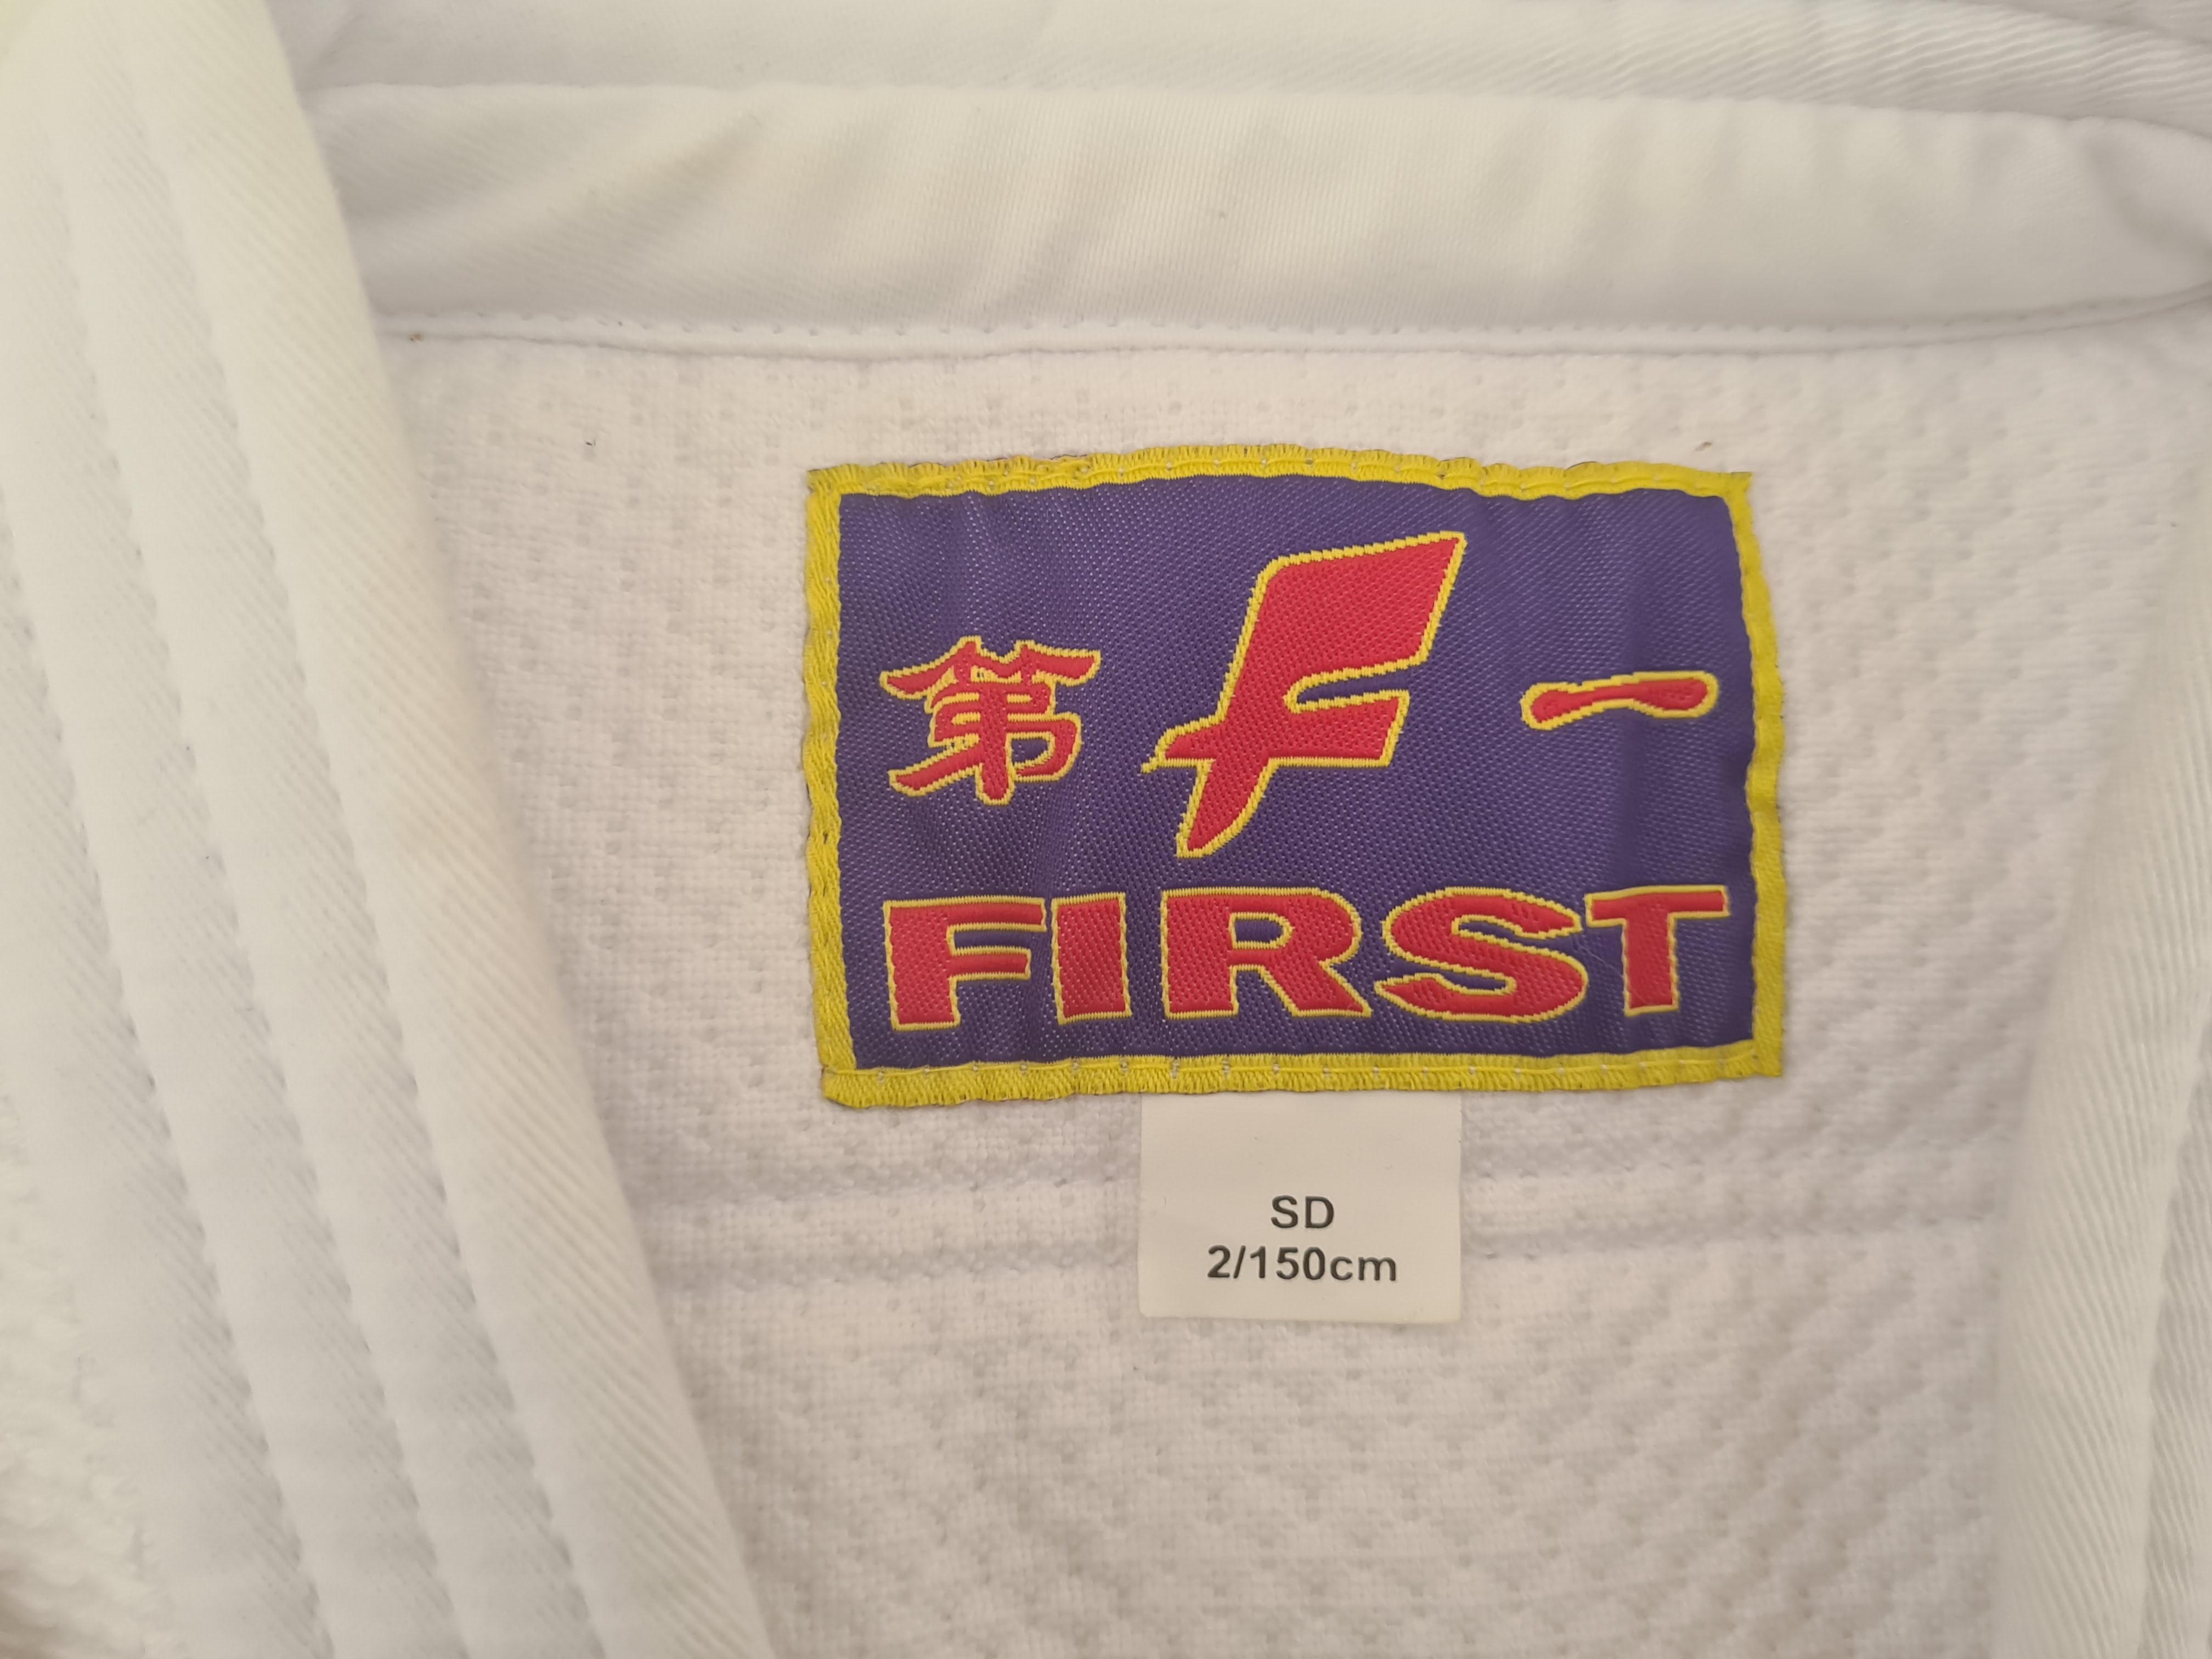 第 F 一
FIRST
SD
2/150cm